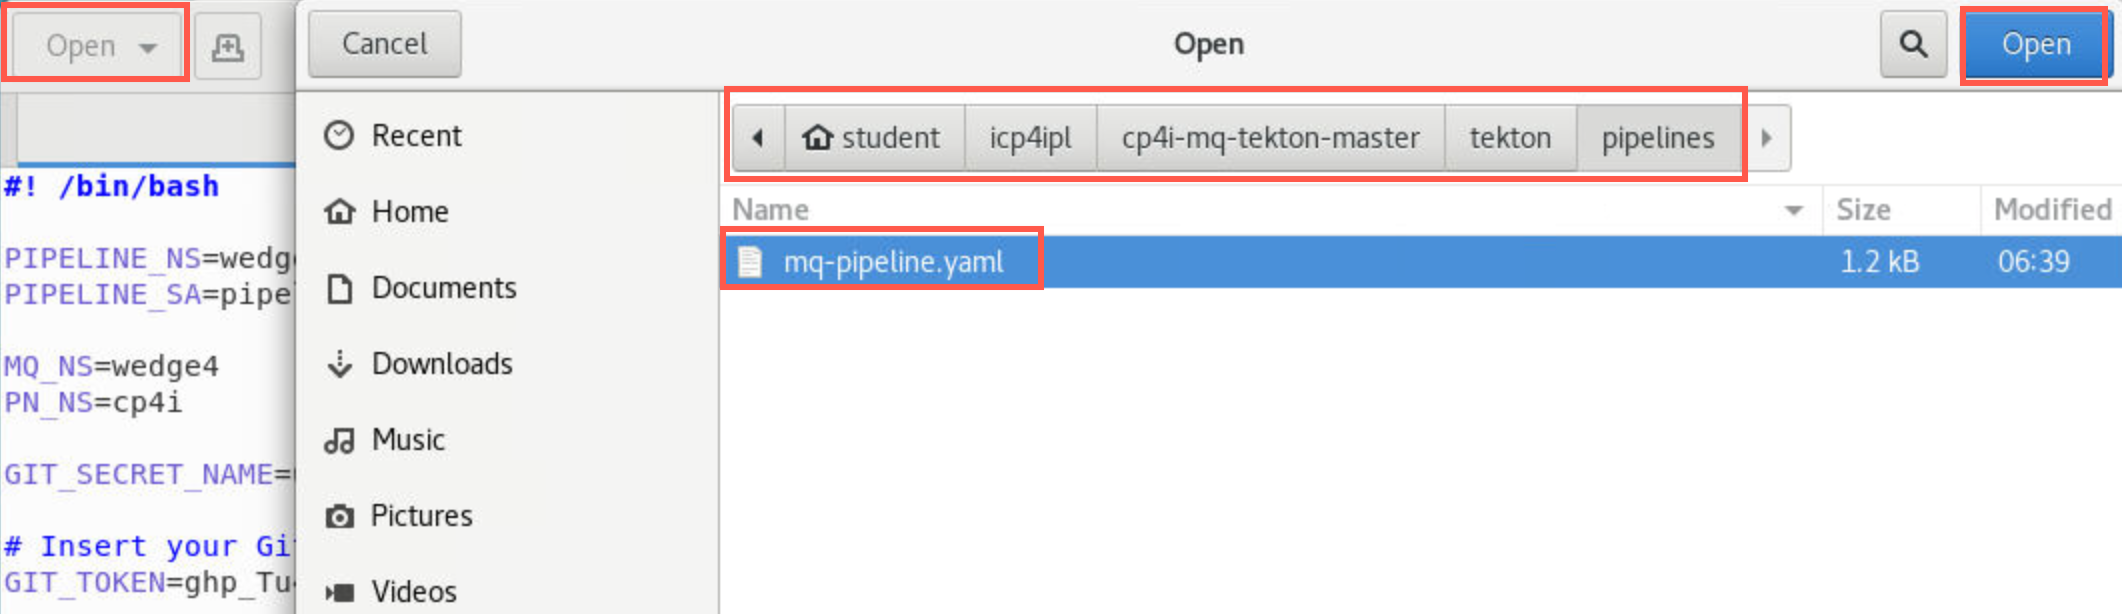 Open
Cancel
Open
Open
student icp4ipl cp4i-mq-tekton-master tekton pipelines
Name Size Modified
mq-pipeline.yaml 1.2 kB 06:39
Recent
Home
Documents
Downloads
Music
Pictures
Videos
#! /bin/bash
PIPELINE_NS=wedg
PIPELINE_SA=pipe
MQ_NS=wedge4
PN_NS=cp4i
GIT_SECRET_NAME=
# Insert your Gi
GIT_TOKEN=ghp_Tu